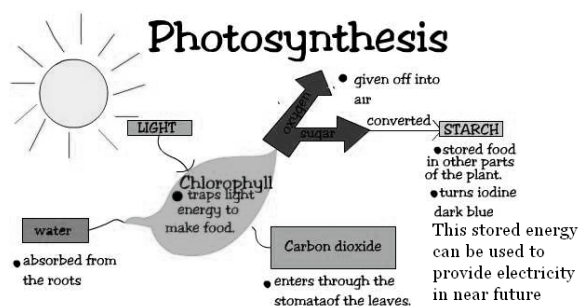 Photosynthesis
LIGHT
oxygen
● given off into
air
sugar
converted
STARCH
● stored food
in other parts
of the plant.
● turns iodine
dark blue
This stored energy
can be used to
provide electricity
in near future
Chlorophyll
● traps light
energy to
make food.
water
● absorbed from
the roots
Carbon dioxide
● enters through the
stomataof the leaves.